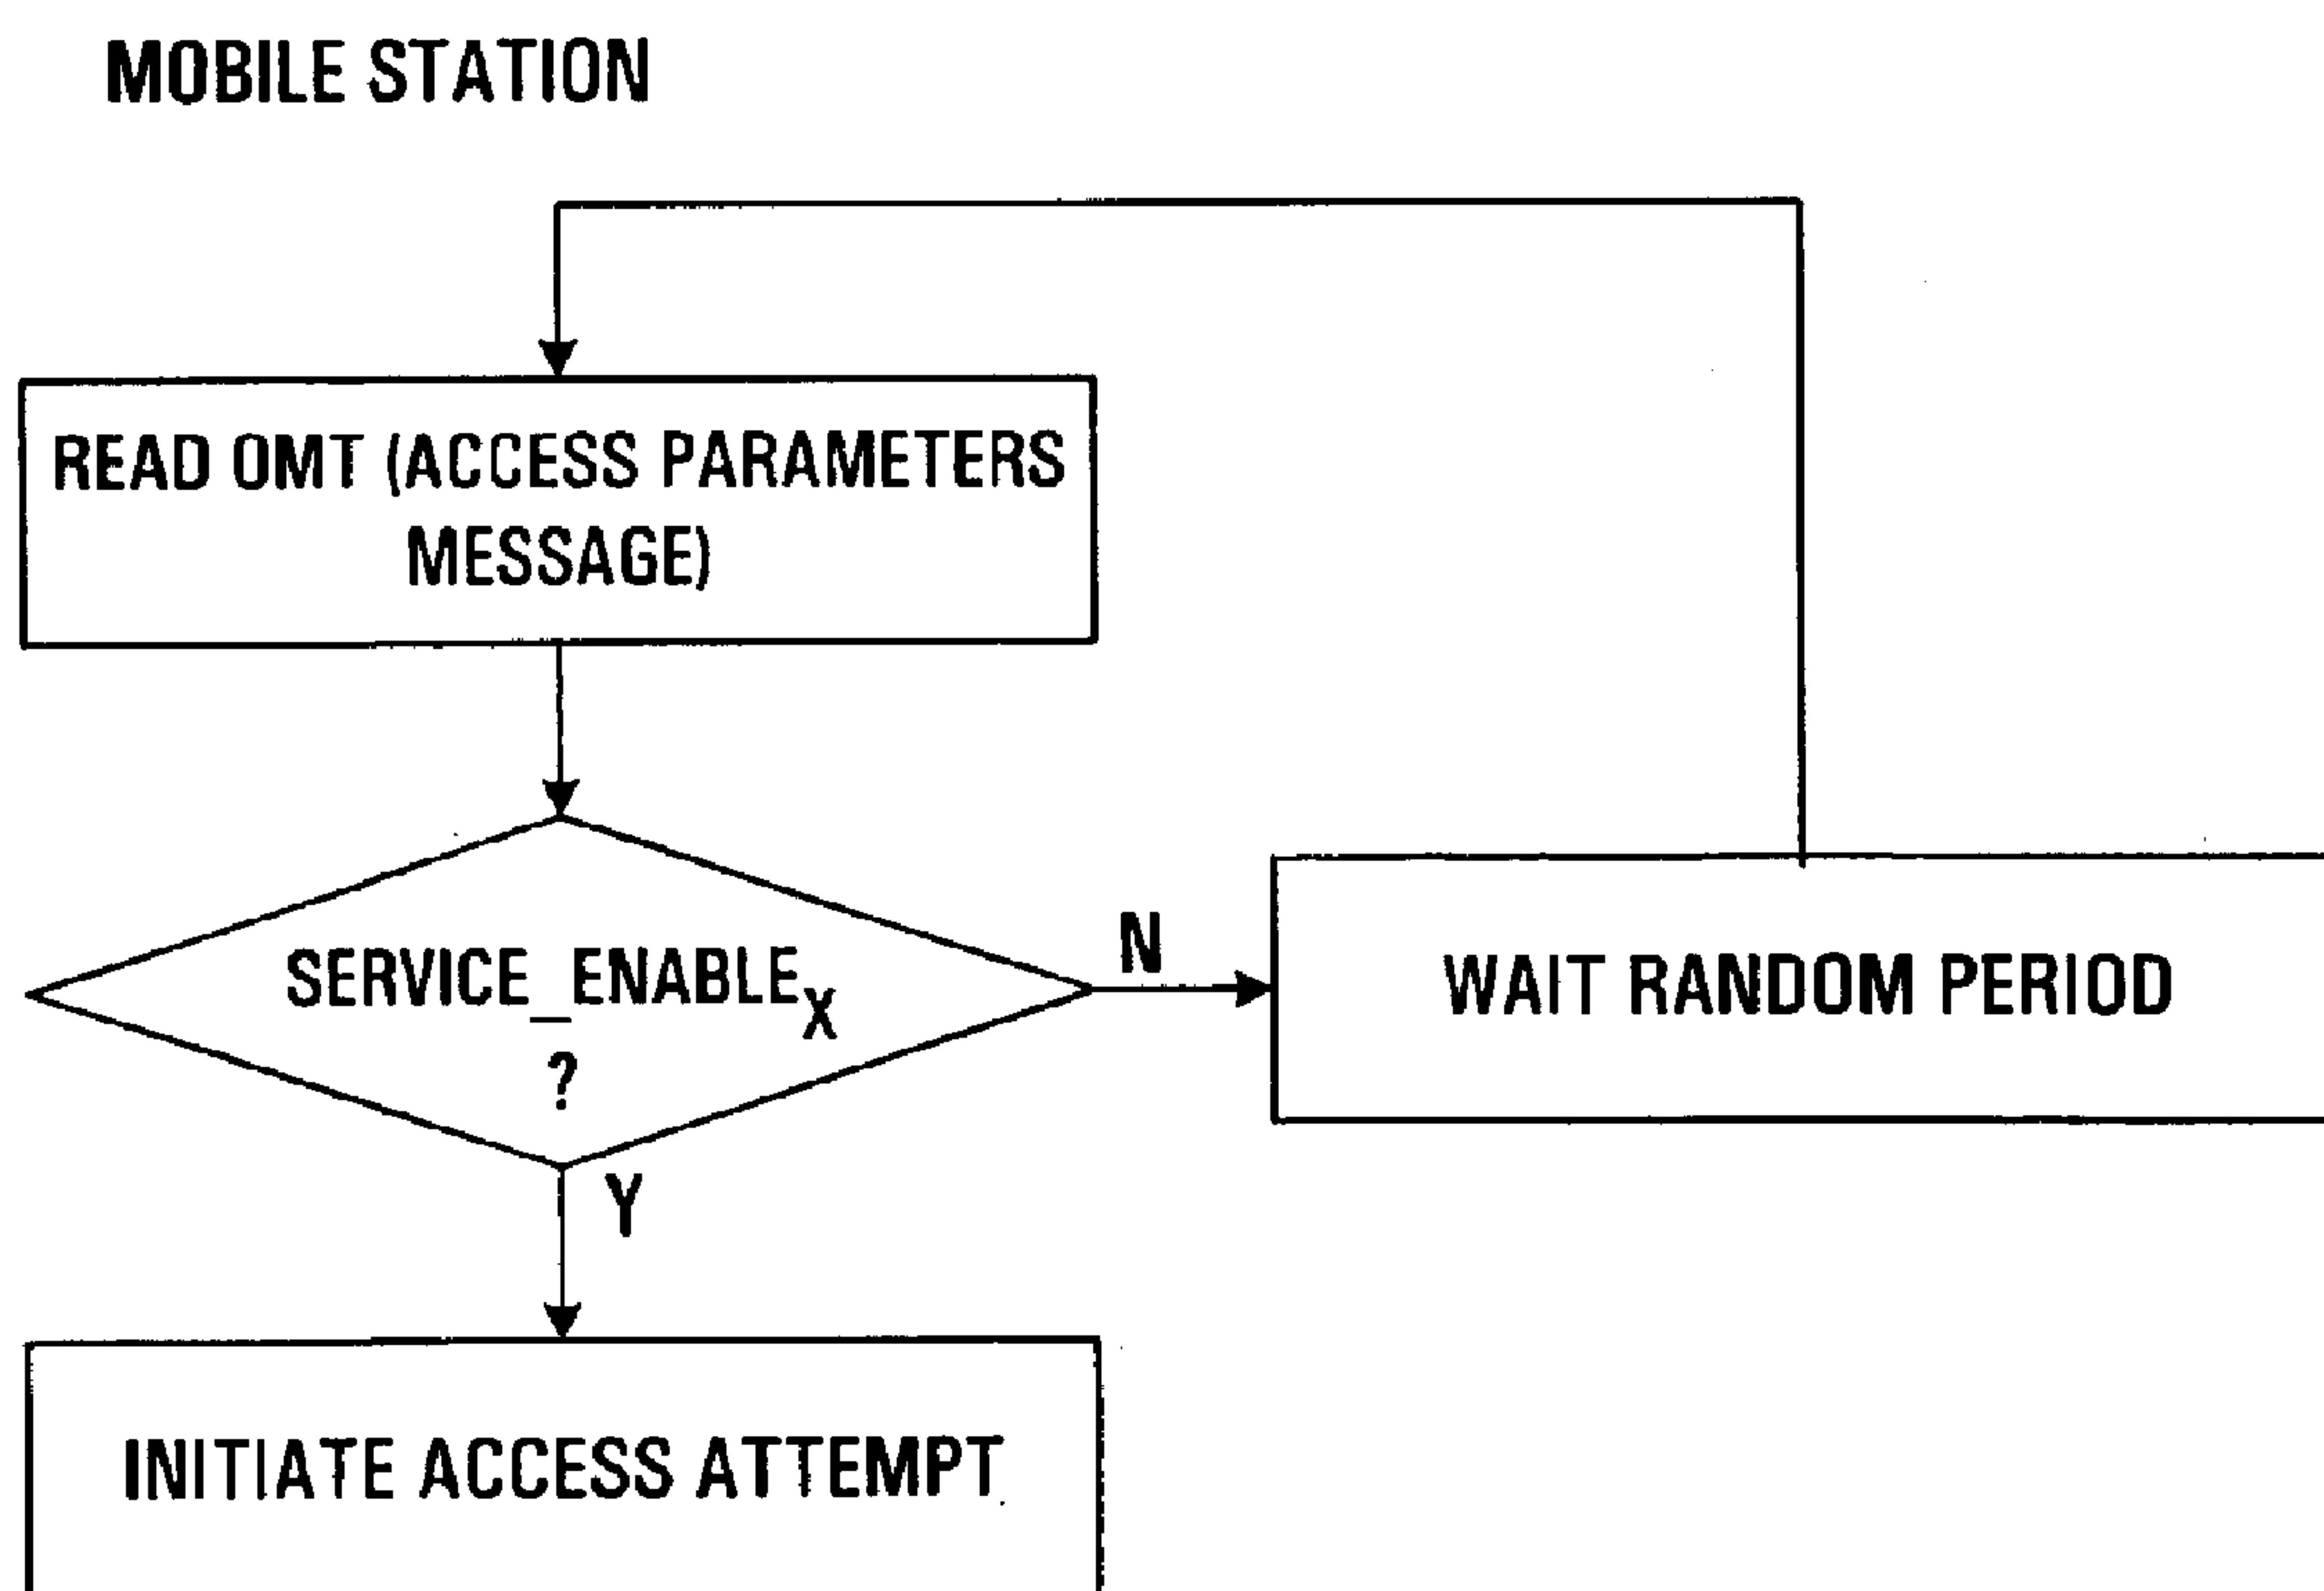 MOBILE STATION
READ OMT (ACCESS PARAMETERS
MESSAGE)
SERVICE_ENABLEX
?
N
WAIT RANDOM PERIOD
Y
INITIATE ACCESS ATTEMPT